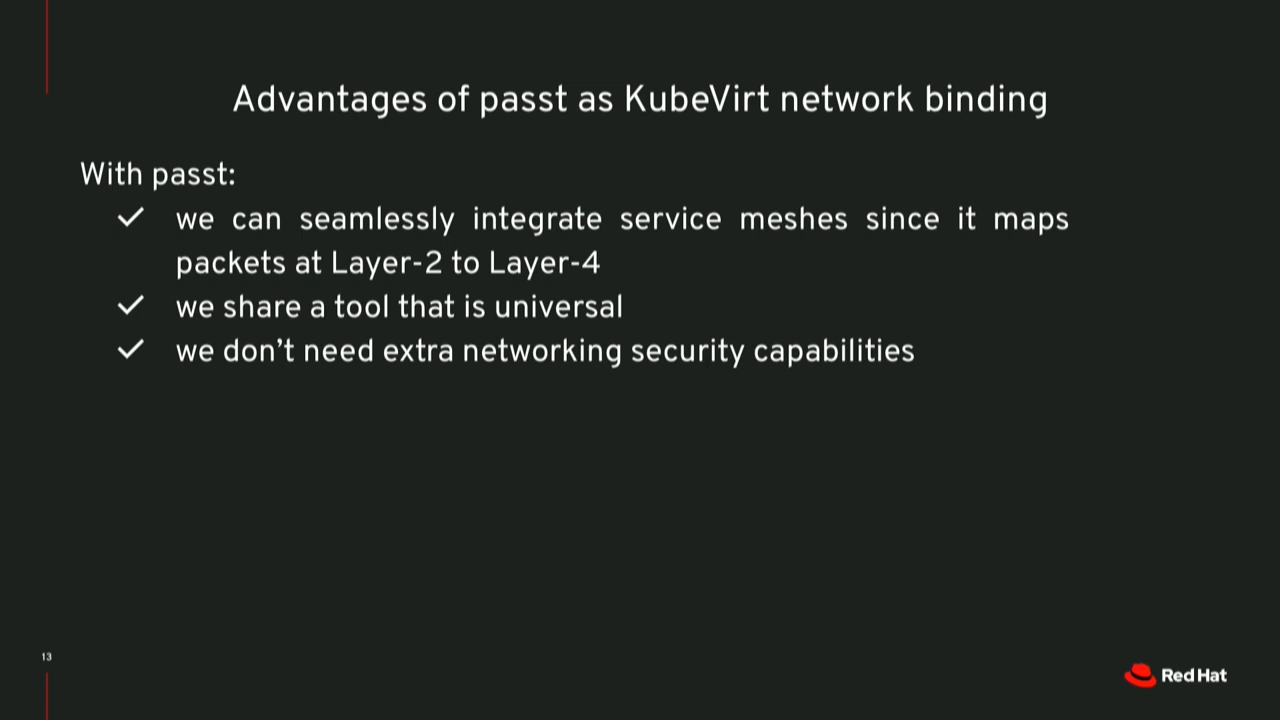 Advantages of passt as KubeVirt network binding
With passt:
✓ we can seamlessly integrate service meshes since it maps
packets at Layer-2 to Layer-4
✓ we share a tool that is universal
✓ we don’t need extra networking security capabilities
13
Red Hat